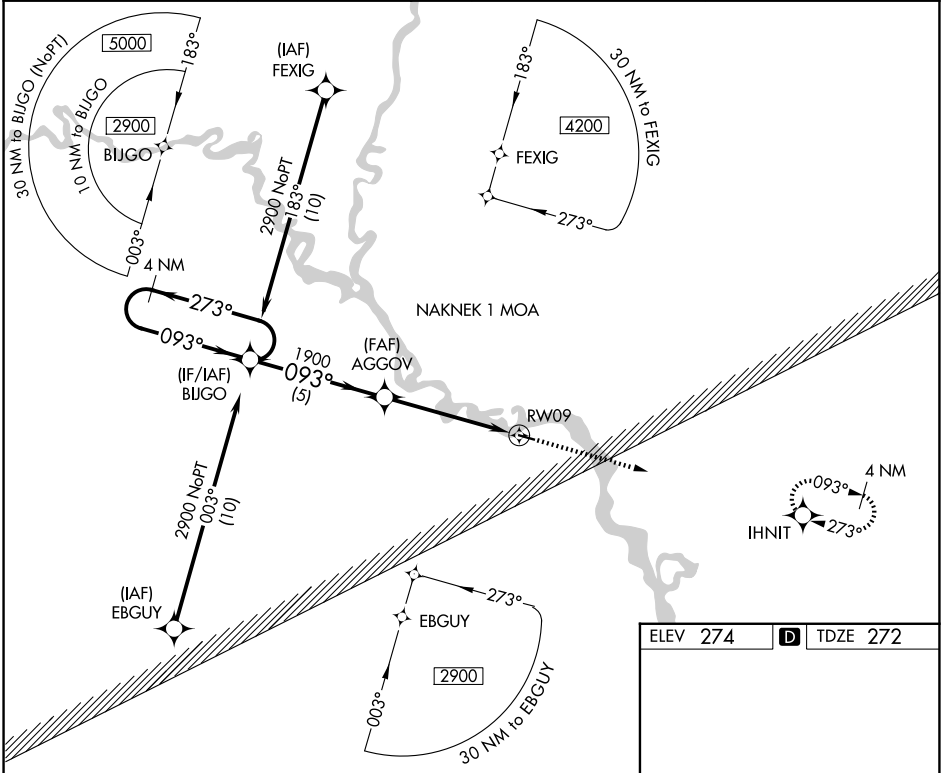 5000
183°
30 NM to BIJGO (NoPT)
10 NM to BIJGO
2900
BIJGO
003°
(IAF)
FEXIG
2900 NoPT
183°
(10)
183°
30 NM to FEXIG
4200
FEXIG
273°
4 NM
273°
093°
(IF/IAF)
BIJGO
1900
093°
(5)
(FAF)
AGGOV
NAKNEK 1 MOA
RW09
4 NM
093°
273°
IHNIT
2900 NoPT
003°
(10)
(IAF)
EBGUY
273°
EBGUY
2900
003°
30 NM to EBGUY
ELEV 274 D TDZE 272